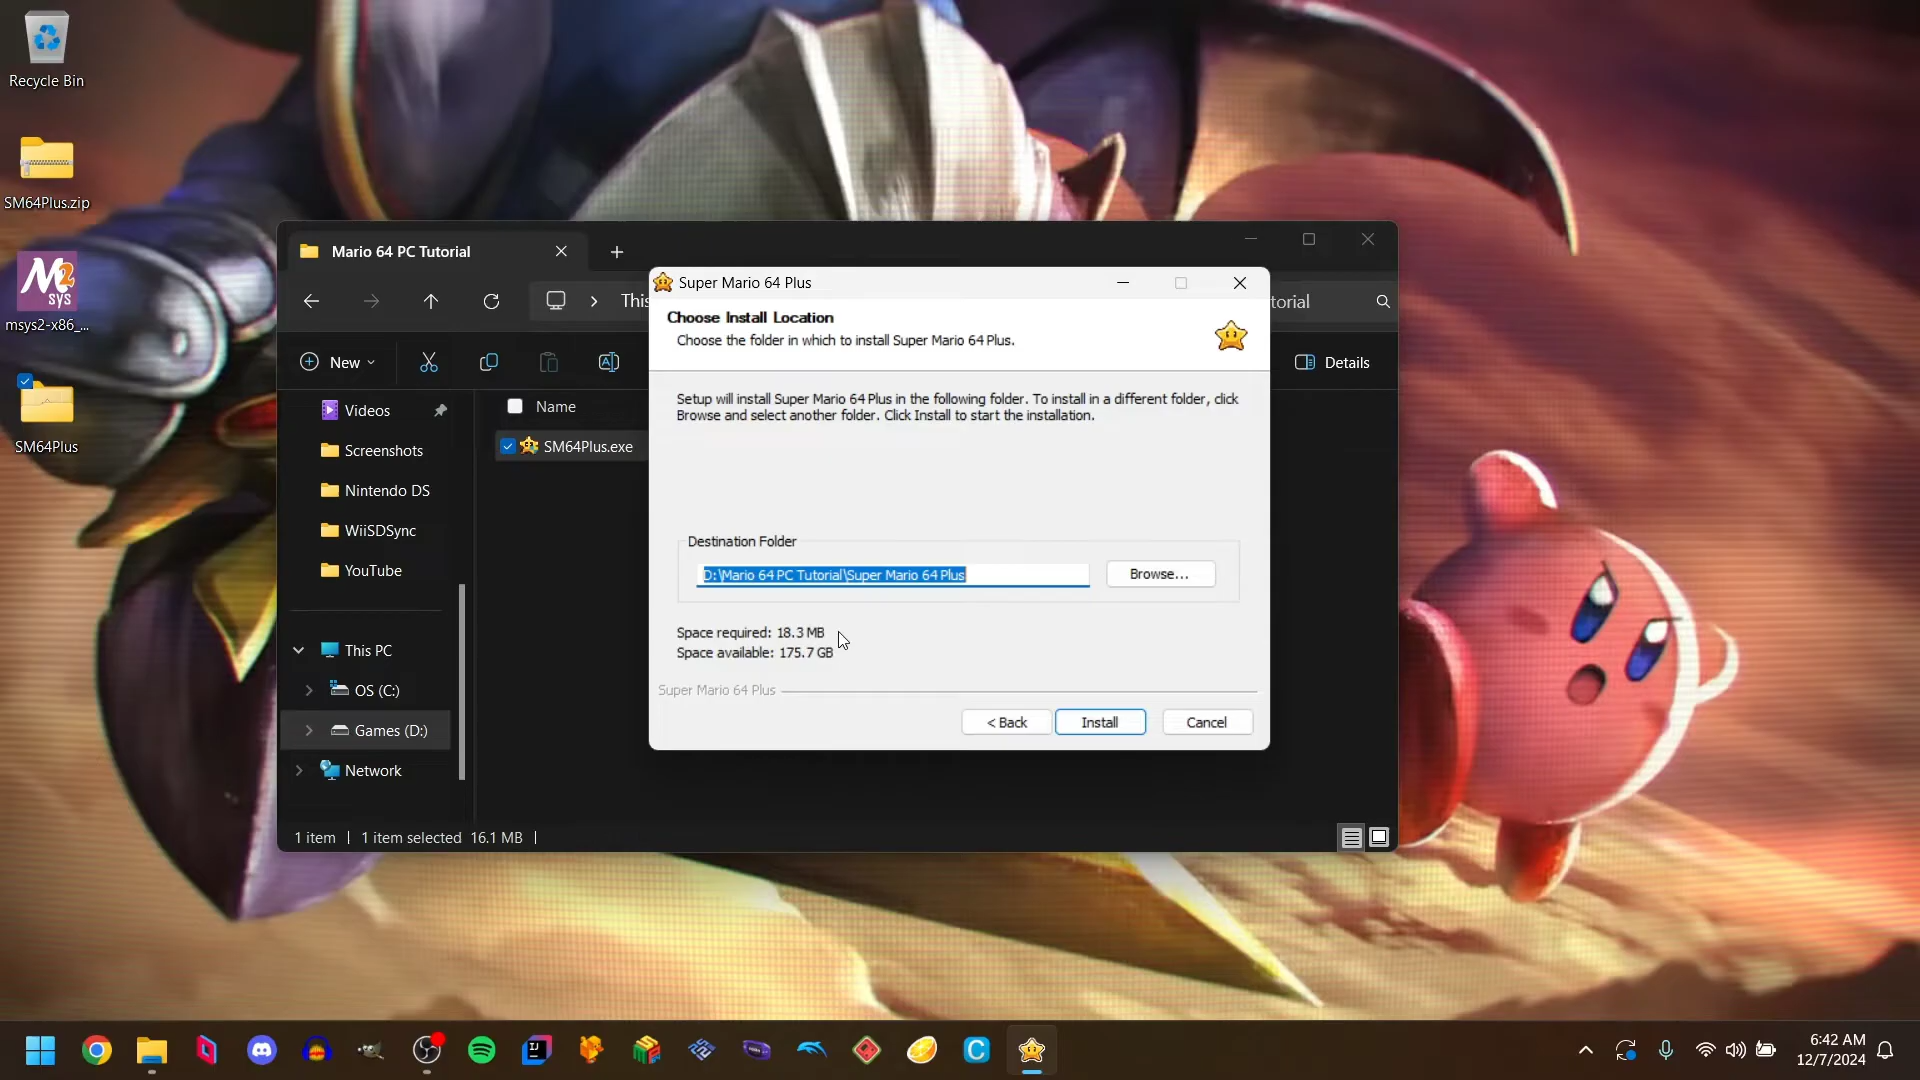 Recycle Bin
SM64Plus.zip
M2
sys
msys2-x86_...
SM64Plus
Mario 64 PC Tutorial
This
torial
New
Details
Videos
Screenshots
Nintendo DS
WiiSDSync
YouTube
This PC
OS (C:)
Games (D:)
Network
Name
SM64Plus.exe
1 item
1 item selected 16.1 MB
Super Mario 64 Plus
Choose Install Location
Choose the folder in which to install Super Mario 64 Plus.
Setup will install Super Mario 64 Plus in the following folder. To install in a different folder, click
Browse and select another folder. Click Install to start the installation.
Destination Folder
D:\Mario 64 PC Tutorial\Super Mario 64 Plus
Browse...
Space required: 18.3 MB
Space available: 175.7 GB
Super Mario 64 Plus
< Back
Install
Cancel
IJ
C
6:42 AM
12/7/2024